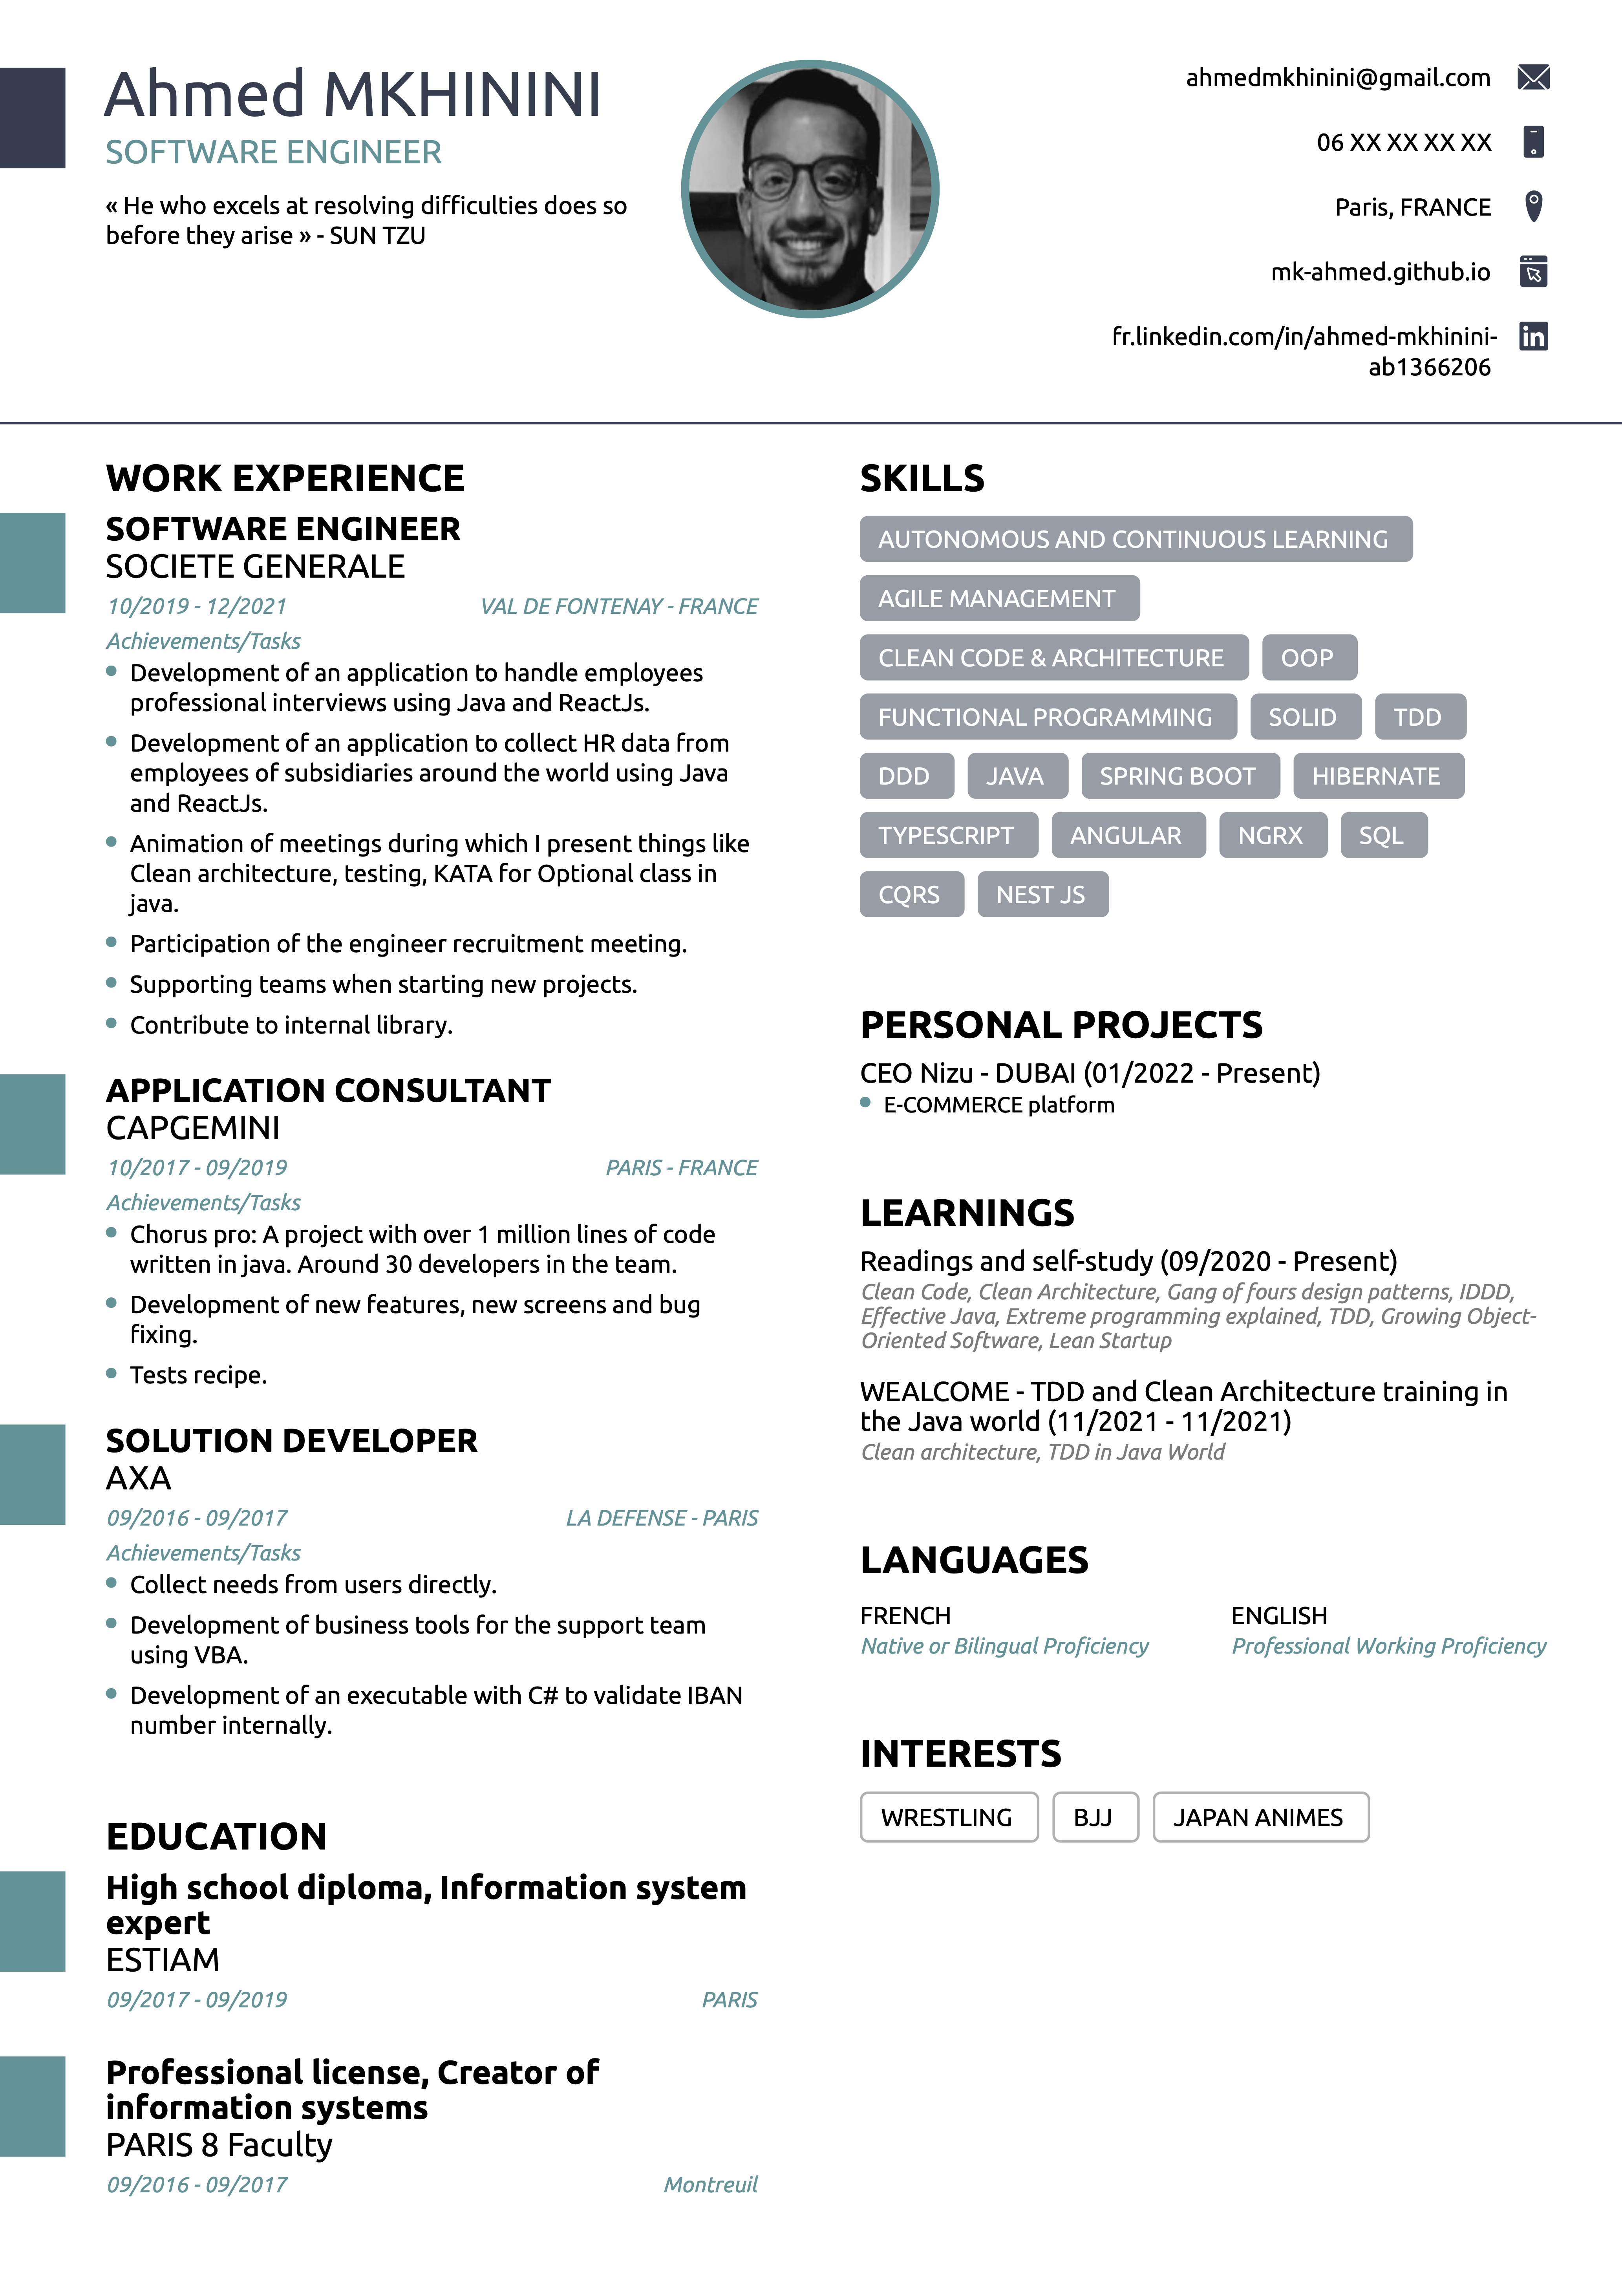 Ahmed MKHININI
SOFTWARE ENGINEER
« He who excels at resolving difficulties does so
before they arise » - SUN TZU
ahmedmkhinini@gmail.com
06 XX XX XX XX
Paris, FRANCE
mk-ahmed.github.io
fr.linkedin.com/in/ahmed-mkhinini-
ab1366206
in
WORK EXPERIENCE
SOFTWARE ENGINEER
SOCIETE GENERALE
10/2019 - 12/2021 VAL DE FONTENAY - FRANCE
Achievements/Tasks
Development of an application to handle employees
professional interviews using Java and ReactJs.
Development of an application to collect HR data from
employees of subsidiaries around the world using Java
and ReactJs.
Animation of meetings during which I present things like
Clean architecture, testing, KATA for Optional class in
java.
Participation of the engineer recruitment meeting.
Supporting teams when starting new projects.
Contribute to internal library.
APPLICATION CONSULTANT
CAPGEMINI
10/2017 - 09/2019 PARIS - FRANCE
Achievements/Tasks
Chorus pro: A project with over 1 million lines of code
written in java. Around 30 developers in the team.
Development of new features, new screens and bug
fixing.
Tests recipe.
SOLUTION DEVELOPER
AXA
09/2016 - 09/2017 LA DEFENSE - PARIS
Achievements/Tasks
Collect needs from users directly.
Development of business tools for the support team
using VBA.
Development of an executable with C# to validate IBAN
number internally.
EDUCATION
High school diploma, Information system
expert
ESTIAM
09/2017 - 09/2019 PARIS
Professional license, Creator of
information systems
PARIS 8 Faculty
09/2016 - 09/2017 Montreuil
SKILLS
AUTONOMOUS AND CONTINUOUS LEARNING
AGILE MANAGEMENT
CLEAN CODE & ARCHITECTURE OOP
FUNCTIONAL PROGRAMMING SOLID TDD
DDD JAVA SPRING BOOT HIBERNATE
TYPESCRIPT ANGULAR NGRX SQL
CQRS NEST JS
PERSONAL PROJECTS
CEO Nizu - DUBAI (01/2022 - Present)
E-COMMERCE platform
LEARNINGS
Readings and self-study (09/2020 - Present)
Clean Code, Clean Architecture, Gang of fours design patterns, IDDD,
Effective Java, Extreme programming explained, TDD, Growing Object-
Oriented Software, Lean Startup
WEALCOME - TDD and Clean Architecture training in
the Java world (11/2021 - 11/2021)
Clean architecture, TDD in Java World
LANGUAGES
FRENCH ENGLISH
Native or Bilingual Proficiency Professional Working Proficiency
INTERESTS
WRESTLING BJJ JAPAN ANIMES